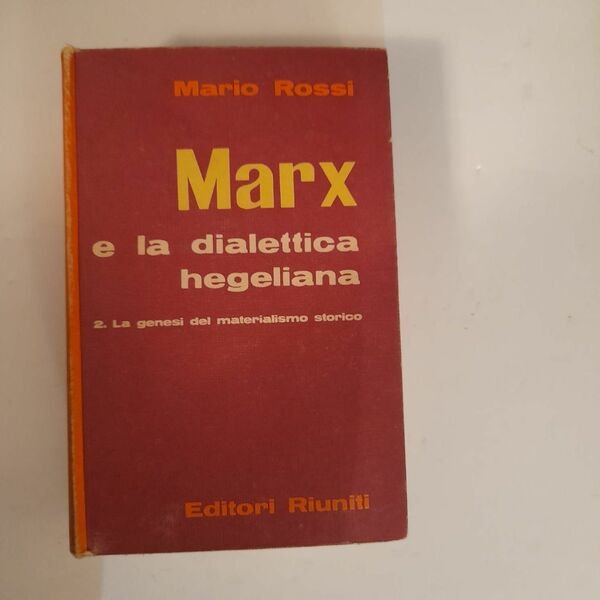 Mario Rossi
Marx
e la dialettica
hegeliana
2. La genesi del materialismo storico
Editori Riuniti